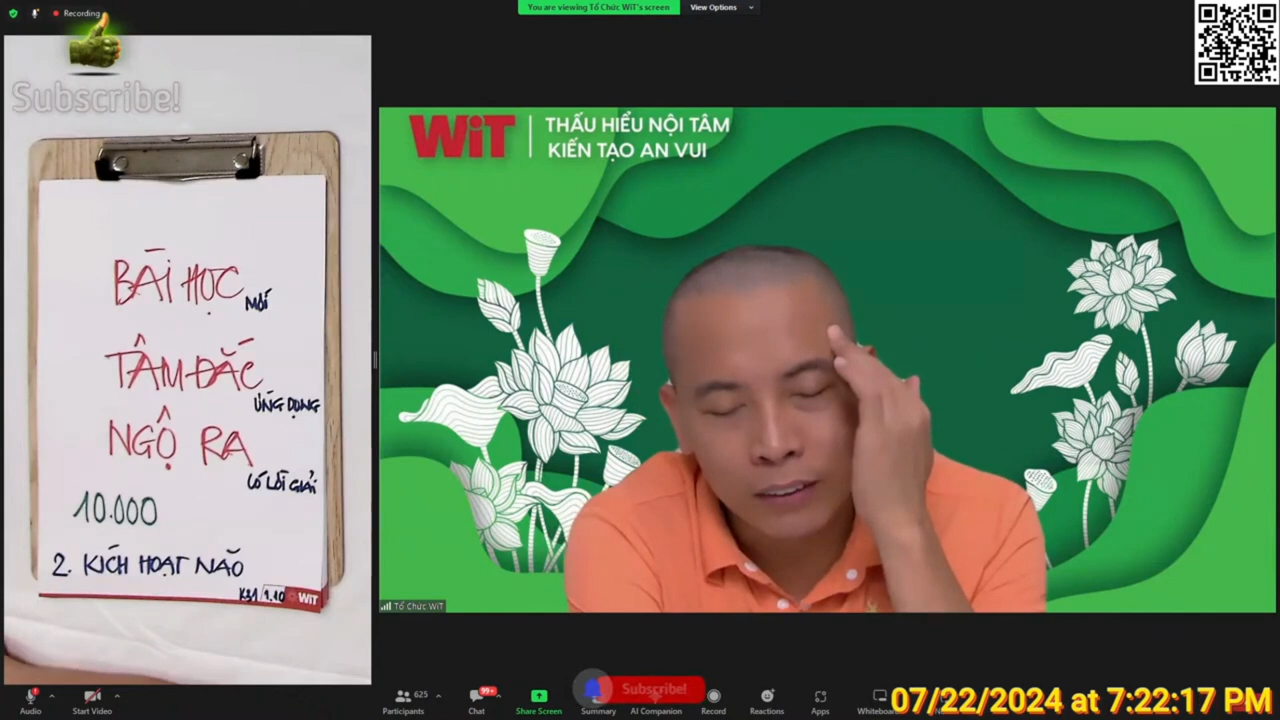 Recording
You are viewing Tổ Chức WiT's screen
View Options
Subscribe!
BÀI HỌC
MỚI
TÂM ĐẮC
ỨNG DỤNG
NGỘ RA
CÓ LỜI GIẢI
10.000
2. KÍCH HOẠT NÃO
K31 1.10 WiT
WiT
THẤU HIỂU NỘI TÂM
KIẾN TẠO AN VUI
Tổ Chức WiT
Audio
Start Video
Participants 625
Chat 99+
Share Screen
Summary
Subscribe!
AI Companion
Record
Reactions
Apps
07/22/2024 at 7:22:17 PM